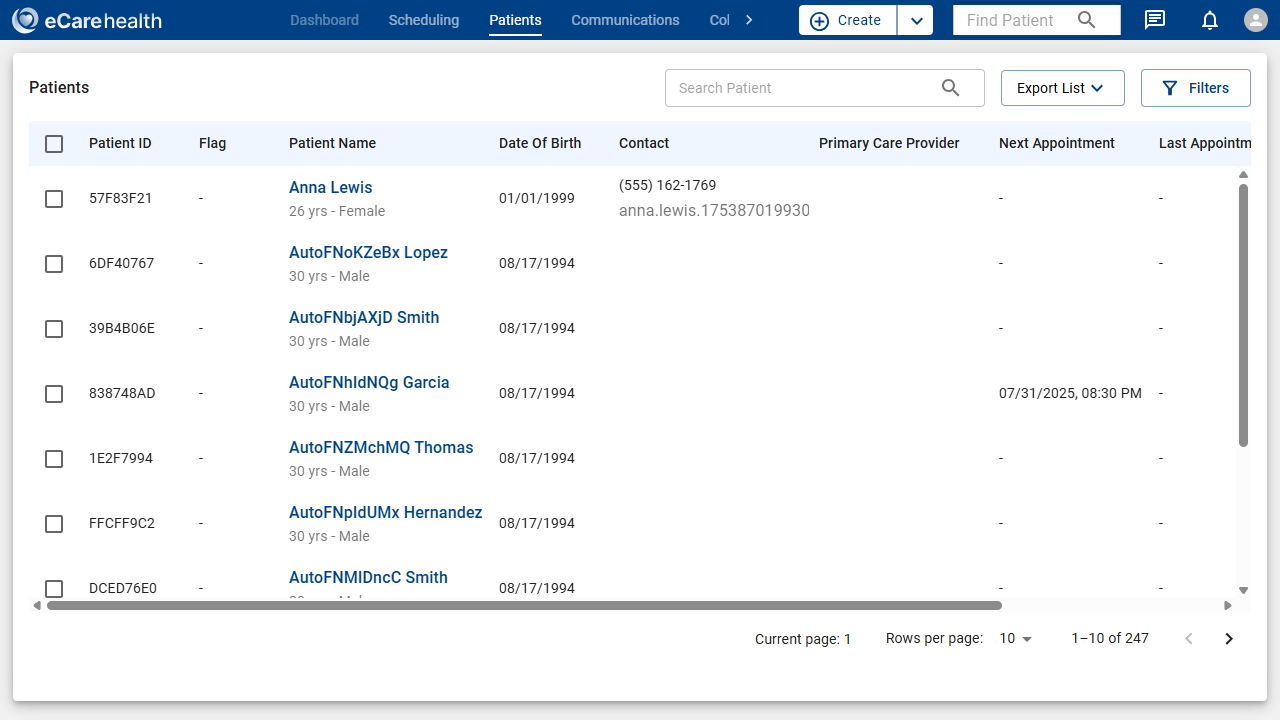 eCarehealth Dashboard Scheduling Patients Communications Col Create Find Patient
Patients Search Patient Export List Filters
Patient ID Flag Patient Name Date Of Birth Contact Primary Care Provider Next Appointment Last Appointm
57F83F21 - Anna Lewis 01/01/1999 (555) 162-1769 - -
26 yrs - Female anna.lewis.175387019930
6DF40767 - AutoFNoKZeBx Lopez 08/17/1994 - -
30 yrs - Male
39B4B06E - AutoFNbjAXjD Smith 08/17/1994 - -
30 yrs - Male
838748AD - AutoFNhIdNQg Garcia 08/17/1994 07/31/2025, 08:30 PM -
30 yrs - Male
1E2F7994 - AutoFNZMchMQ Thomas 08/17/1994 - -
30 yrs - Male
FFCFF9C2 - AutoFNpIdUMx Hernandez 08/17/1994 - -
30 yrs - Male
DCED76E0 - AutoFNMIDncC Smith 08/17/1994 - -
Current page: 1 Rows per page: 10 1–10 of 247